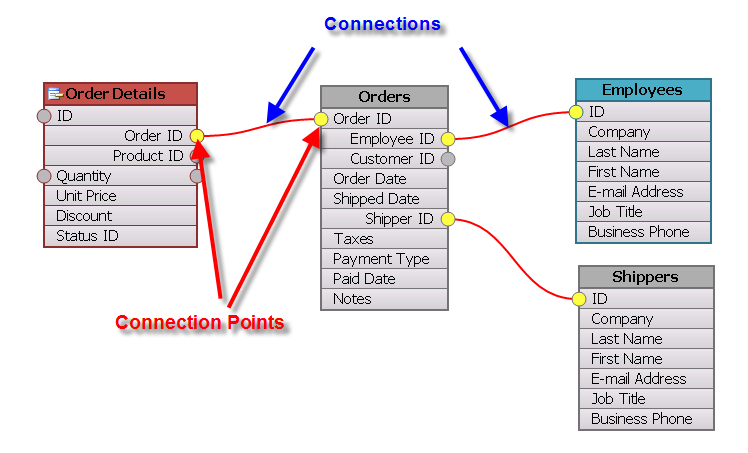 Connections
Order Details
ID
Order ID
Product ID
Quantity
Unit Price
Discount
Status ID
Orders
Order ID
Employee ID
Customer ID
Order Date
Shipped Date
Shipper ID
Taxes
Payment Type
Paid Date
Notes
Employees
ID
Company
Last Name
First Name
E-mail Address
Job Title
Business Phone
Shippers
ID
Company
Last Name
First Name
E-mail Address
Job Title
Business Phone
Connection Points